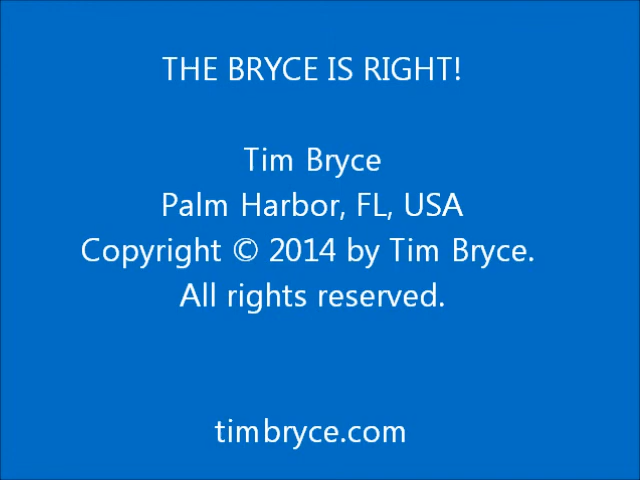 THE BRYCE IS RIGHT!
Tim Bryce
Palm Harbor, FL, USA
Copyright © 2014 by Tim Bryce.
All rights reserved.
timbryce.com